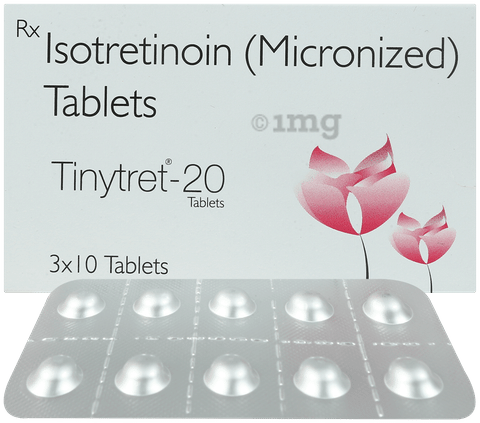 Rx Isotretinoin (Micronized)
Tablets
©1mg
Tinytret®-20
Tablets
3x10 Tablets